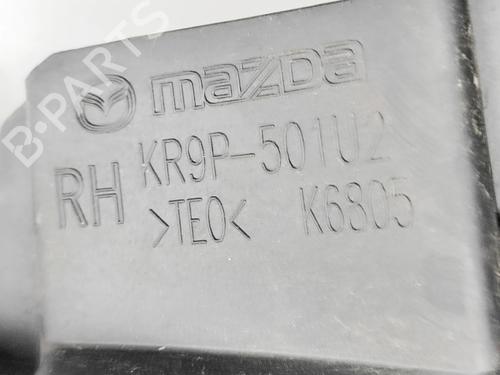 B-PARTS
mazda
RH KR9P-501U2
>TEO< K6805